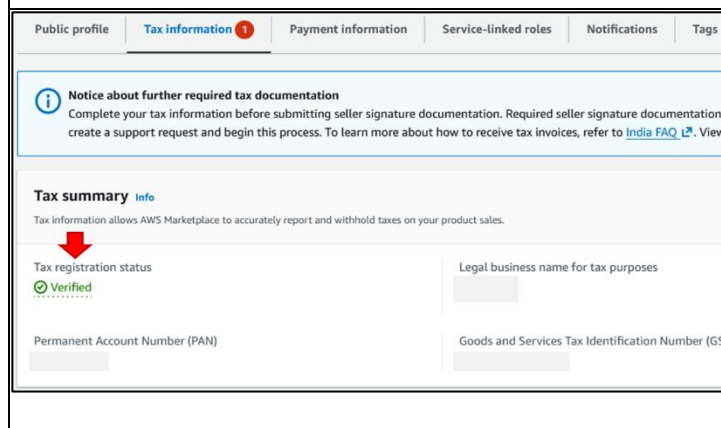 Public profile
Tax information 1
Payment information
Service-linked roles
Notifications
Tags
Notice about further required tax documentation
Complete your tax information before submitting seller signature documentation. Required seller signature documentation
create a support request and begin this process. To learn more about how to receive tax invoices, refer to India FAQ. View
Tax summary Info
Tax information allows AWS Marketplace to accurately report and withhold taxes on your product sales.
Tax registration status
Verified
Legal business name for tax purposes
Permanent Account Number (PAN)
Goods and Services Tax Identification Number (GS